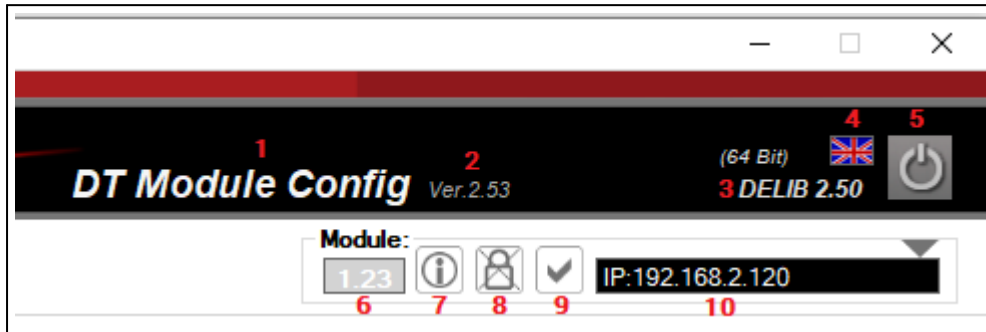 4 5
1 2 (64 Bit)
DT Module Config Ver.2.53 3 DELIB 2.50
Module:
1.23 IP:192.168.2.120
6 7 8 9 10